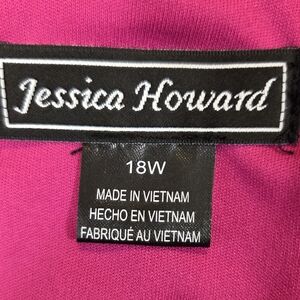 Jessica Howard
18W
MADE IN VIETNAM
HECHO EN VIETNAM
FABRIQUÉ AU VIETNAM